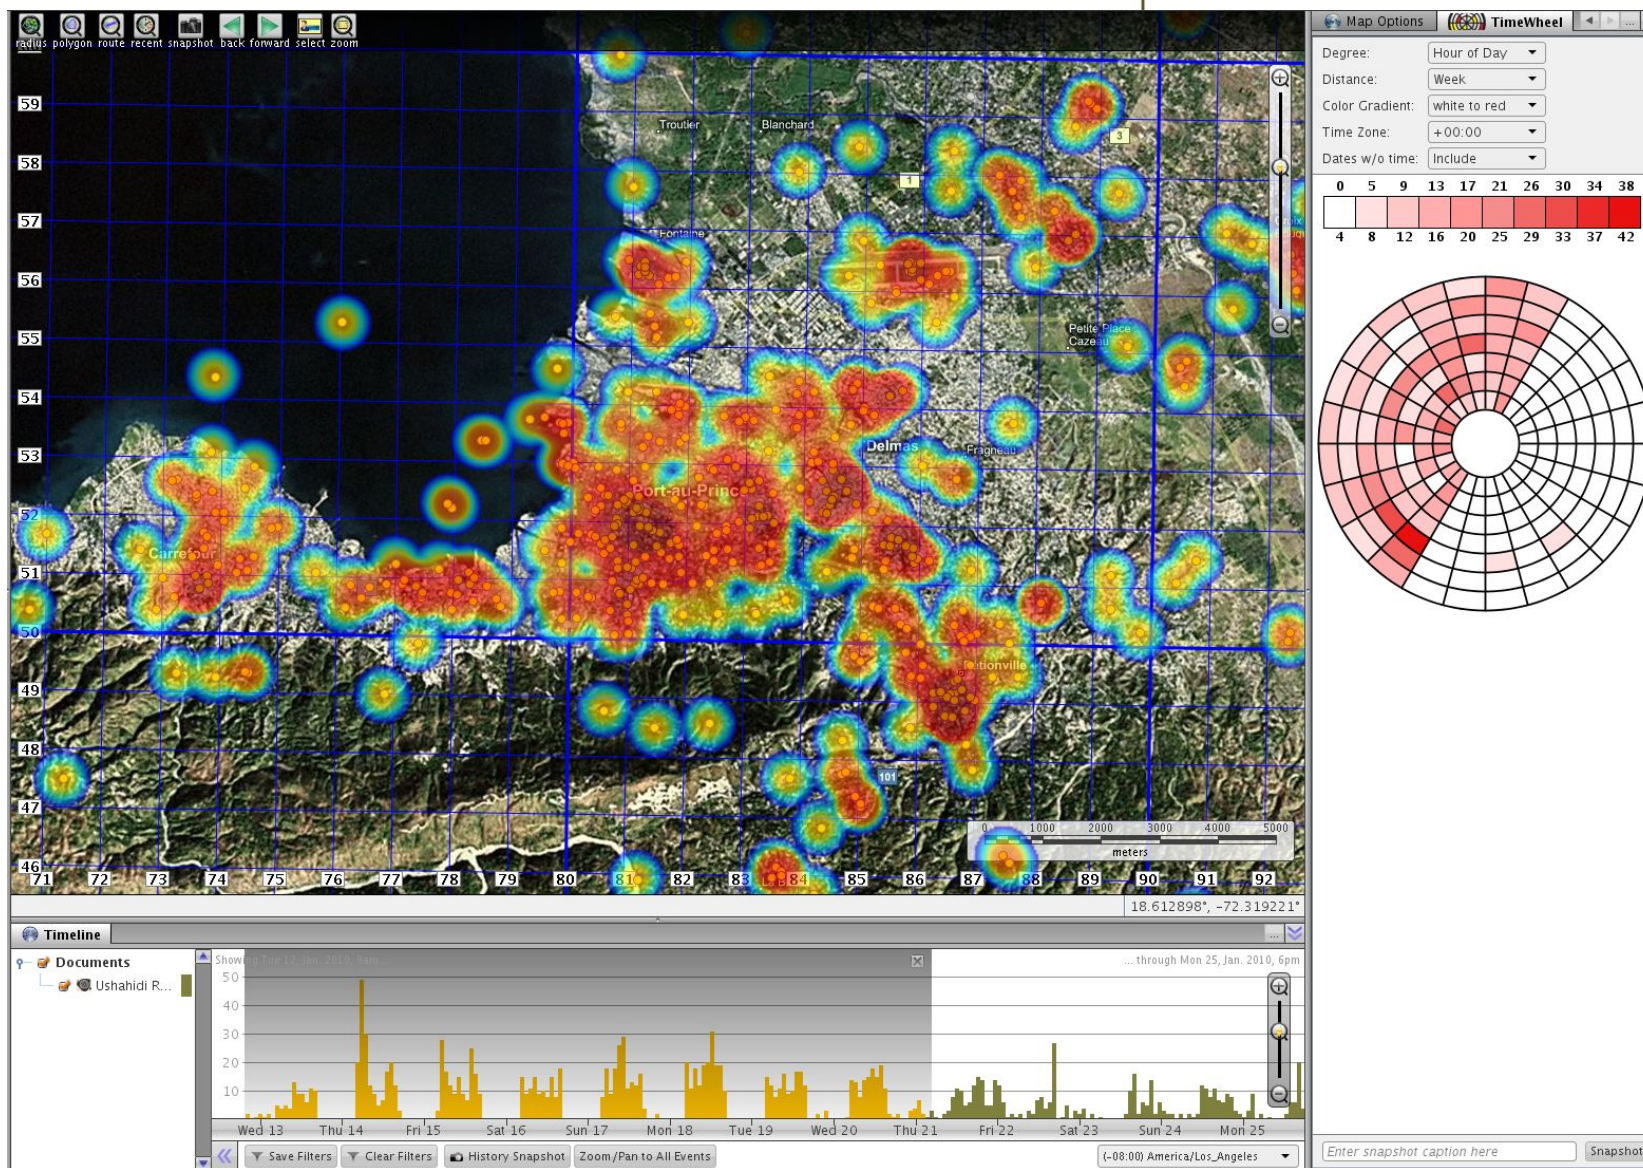 radius polygon route recent snapshot back forward select zoom
Map Options TimeWheel ...
Degree: Hour of Day
Distance: Week
Color Gradient: white to red
Time Zone: +00:00
Dates w/o time: Include
0 5 9 13 17 21 26 30 34 38
4 8 12 16 20 25 29 33 37 42
59
58
57
56
55
54
53
52
51
50
49
48
47
46
Troutier
Blanchard
3
1
Fontaine
Petite Place
Cazeau
Delmas
Port-au-Princ
Carrefour
101
0 1000 2000 3000 4000 5000
meters
71 72 73 74 75 76 77 78 79 80 81 82 83 84 85 86 87 88 89 90 91 92
18.612898°, -72.319221°
Timeline ...
Documents
Ushahidi R...
Showing Tue 12, Jan. 2010, 8am...
... through Mon 25, Jan. 2010, 6pm
50
40
30
20
10
Wed 13 Thu 14 Fri 15 Sat 16 Sun 17 Mon 18 Tue 19 Wed 20 Thu 21 Fri 22 Sat 23 Sun 24 Mon 25
Save Filters Clear Filters History Snapshot Zoom/Pan to All Events
(-08:00) America/Los_Angeles
Enter snapshot caption here Snapshot